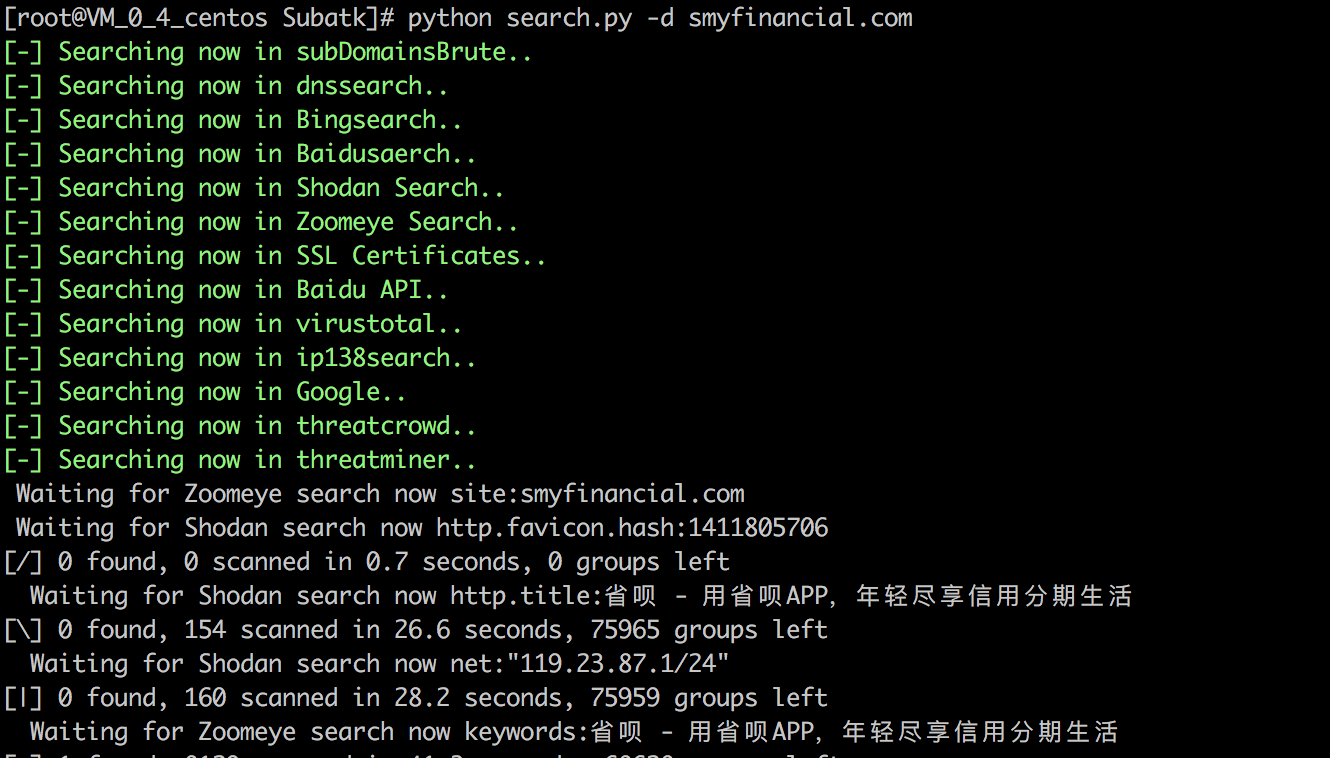 [root@VM_0_4_centos Subatk]# python search.py -d smyfinancial.com
[-] Searching now in subDomainsBrute..
[-] Searching now in dnssearch..
[-] Searching now in Bingsearch..
[-] Searching now in Baidusaerch..
[-] Searching now in Shodan Search..
[-] Searching now in Zoomeye Search..
[-] Searching now in SSL Certificates..
[-] Searching now in Baidu API..
[-] Searching now in virustotal..
[-] Searching now in ip138search..
[-] Searching now in Google..
[-] Searching now in threatcrowd..
[-] Searching now in threatminer..
Waiting for Zoomeye search now site:smyfinancial.com
Waiting for Shodan search now http.favicon.hash:1411805706
[/] 0 found, 0 scanned in 0.7 seconds, 0 groups left
Waiting for Shodan search now http.title:省呗 - 用省呗APP, 年轻尽享信用分期生活
[\] 0 found, 154 scanned in 26.6 seconds, 75965 groups left
Waiting for Shodan search now net:"119.23.87.1/24"
[|] 0 found, 160 scanned in 28.2 seconds, 75959 groups left
Waiting for Zoomeye search now keywords:省呗 - 用省呗APP, 年轻尽享信用分期生活